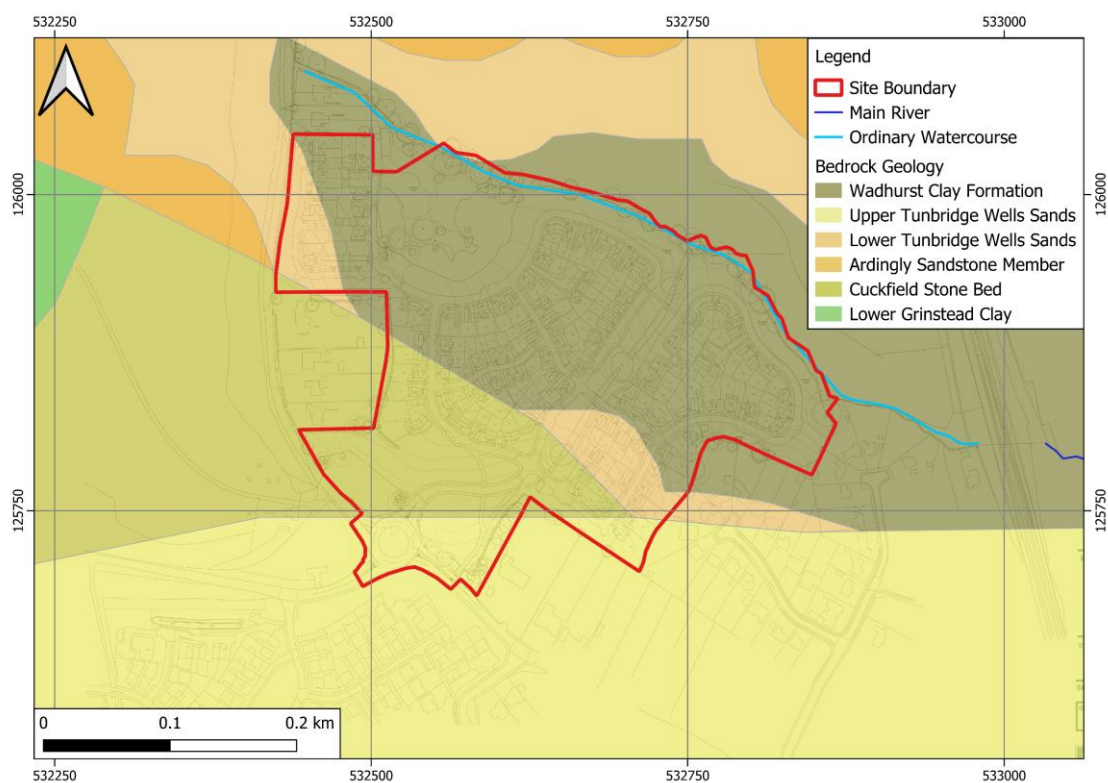 532250 532500 532750 533000
Legend
Site Boundary
Main River
Ordinary Watercourse
Bedrock Geology
Wadhurst Clay Formation
Upper Tunbridge Wells Sands
Lower Tunbridge Wells Sands
Ardingly Sandstone Member
Cuckfield Stone Bed
Lower Grinstead Clay
126000 126000
125750 125750
0 0.1 0.2 km
532250 532500 532750 533000